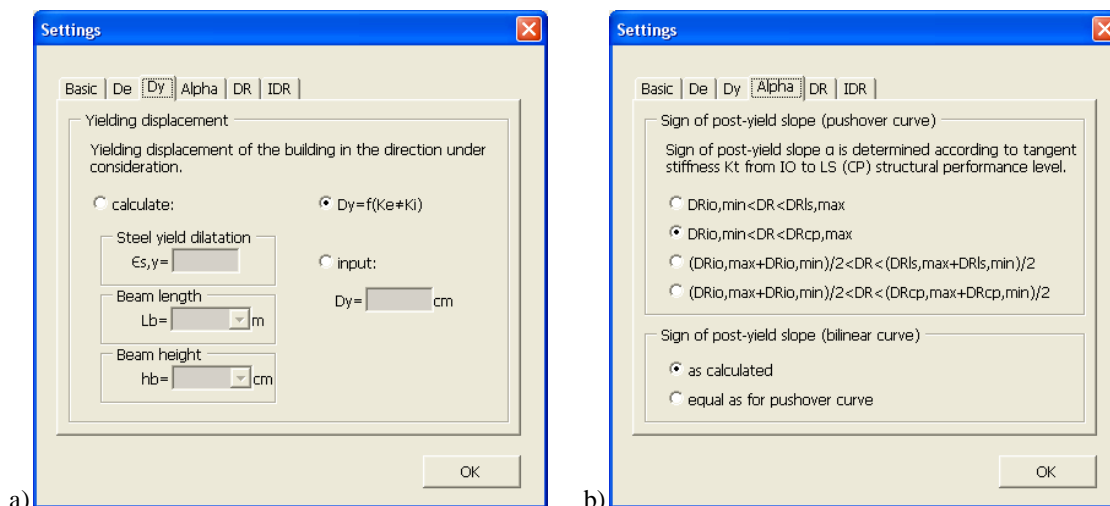 Settings
Basic De Dy Alpha DR IDR
Yielding displacement
Yielding displacement of the building in the direction under
consideration.
calculate:
Dy=f(Ke≠Ki)
Steel yield dilatation
Єs,y=
input:
Dy= cm
Beam length
Lb= m
Beam height
hb= cm
OK
a)
Settings
Basic De Dy Alpha DR IDR
Sign of post-yield slope (pushover curve)
Sign of post-yield slope α is determined according to tangent
stiffness Kt from IO to LS (CP) structural performance level.
DRio,min<DR<DRls,max
DRio,min<DR<DRcp,max
(DRio,max+DRio,min)/2<DR<(DRls,max+DRls,min)/2
(DRio,max+DRio,min)/2<DR<(DRcp,max+DRcp,min)/2
Sign of post-yield slope (bilinear curve)
as calculated
equal as for pushover curve
OK
b)